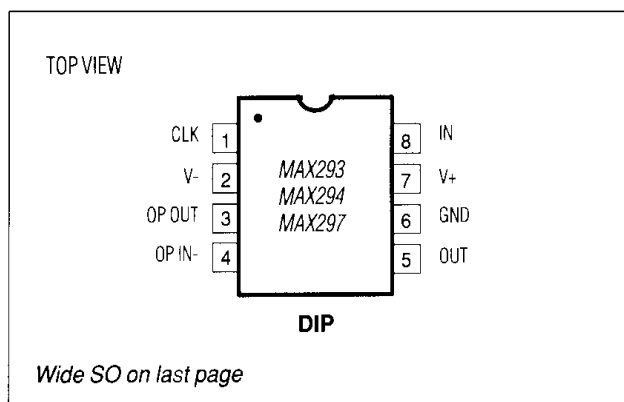 TOP VIEW
CLK 1 8 IN
V- 2 MAX293 7 V+
MAX294
OP OUT 3 MAX297 6 GND
OP IN- 4 5 OUT
DIP
Wide SO on last page